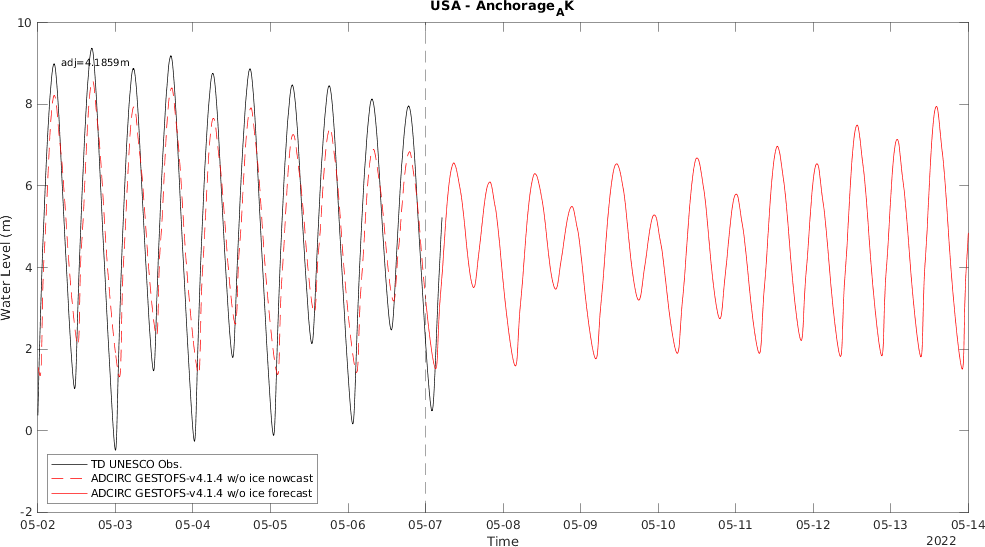 USA - Anchorage_AK
10
adj=4.1859m
8
6
4
2
0
-2
Water Level (m)
TD UNESCO Obs.
ADCIRC GESTOFS-v4.1.4 w/o ice nowcast
ADCIRC GESTOFS-v4.1.4 w/o ice forecast
05-02 05-03 05-04 05-05 05-06 05-07 05-08 05-09 05-10 05-11 05-12 05-13 05-14
Time
2022